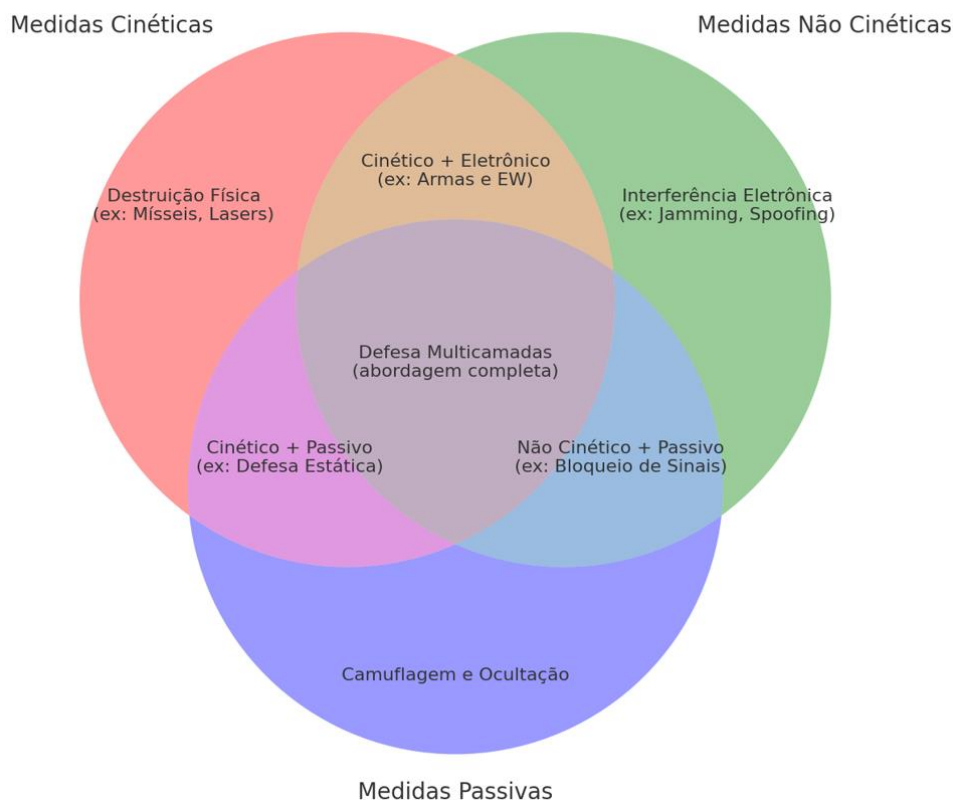 Medidas Cinéticas
Medidas Não Cinéticas
Cinético + Eletrônico
(ex: Armas e EW)
Destruição Física
(ex: Mísseis, Lasers)
Interferência Eletrônica
(ex: Jamming, Spoofing)
Defesa Multicamadas
(abordagem completa)
Cinético + Passivo
(ex: Defesa Estática)
Não Cinético + Passivo
(ex: Bloqueio de Sinais)
Camuflagem e Ocultação
Medidas Passivas